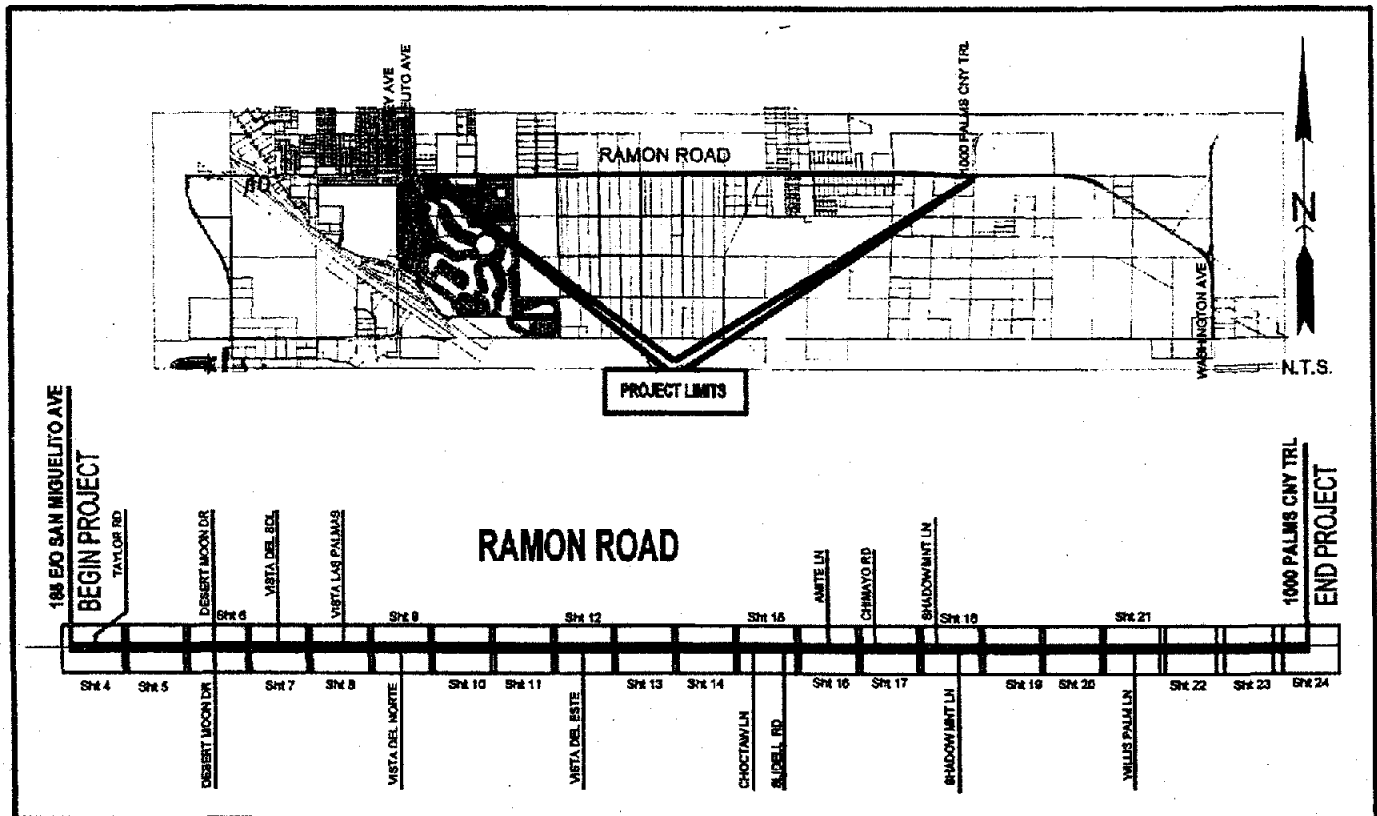 ELITO AVE
1000 PALMS CNY TRL
RAMON ROAD
N
WASHINGTON AVE
N.T.S.
PROJECT LIMITS
E/O SAN MIGUELITO AVE
BEGIN PROJECT
TAYLOR RD
DESERT MOON DR
VISTA DEL SOL
VISTA LAS PALMAS
RAMON ROAD
AMITE LN
CHIMAYO RD
SHADOW MNT LN
1000 PALMS CNY TRL
END PROJECT
Sht 6
Sht 9
Sht 12
Sht 15
Sht 18
Sht 21
Sht 4
Sht 5
Sht 7
Sht 8
Sht 10
Sht 11
Sht 13
Sht 14
Sht 16
Sht 17
Sht 19
Sht 20
Sht 22
Sht 23
Sht 24
DESERT MOON DR
VISTA DEL NORTE
VISTA DEL ESTE
CHOCTAW LN
SLIDELL RD
SHADOW MNT LN
WILLIS PALM LN